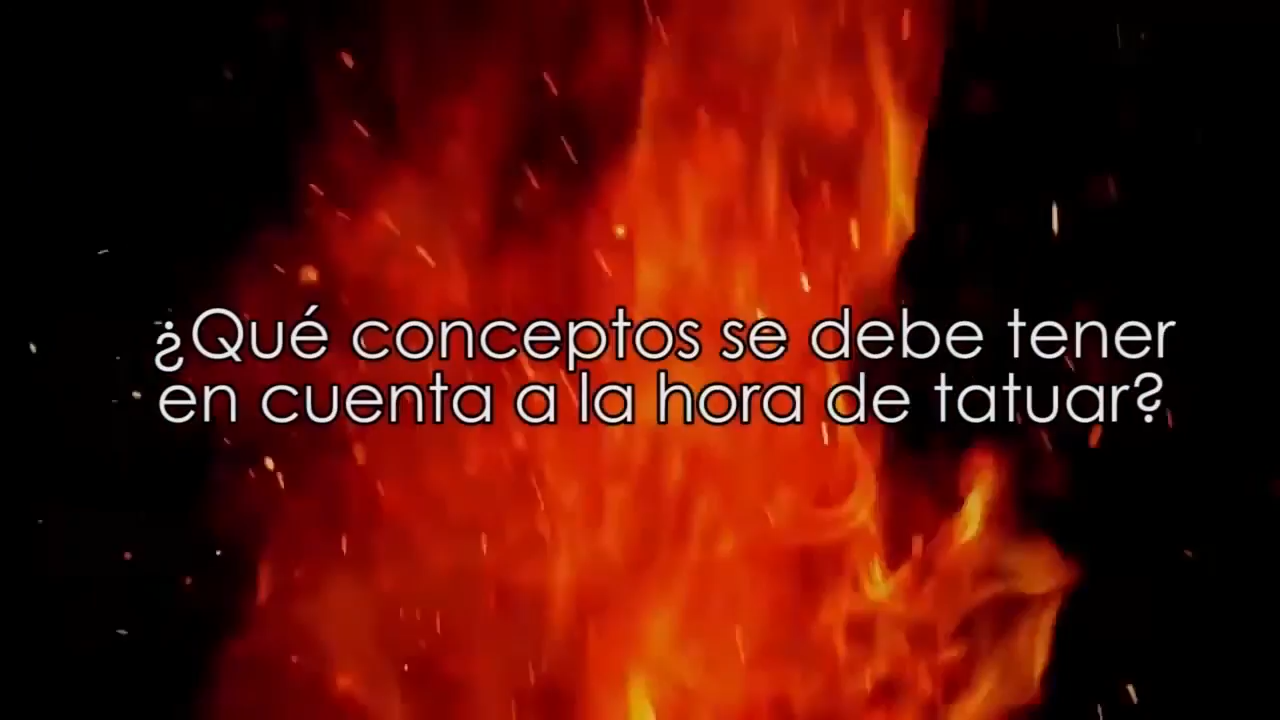 ¿Qué conceptos se debe tener
en cuenta a la hora de tatuar?